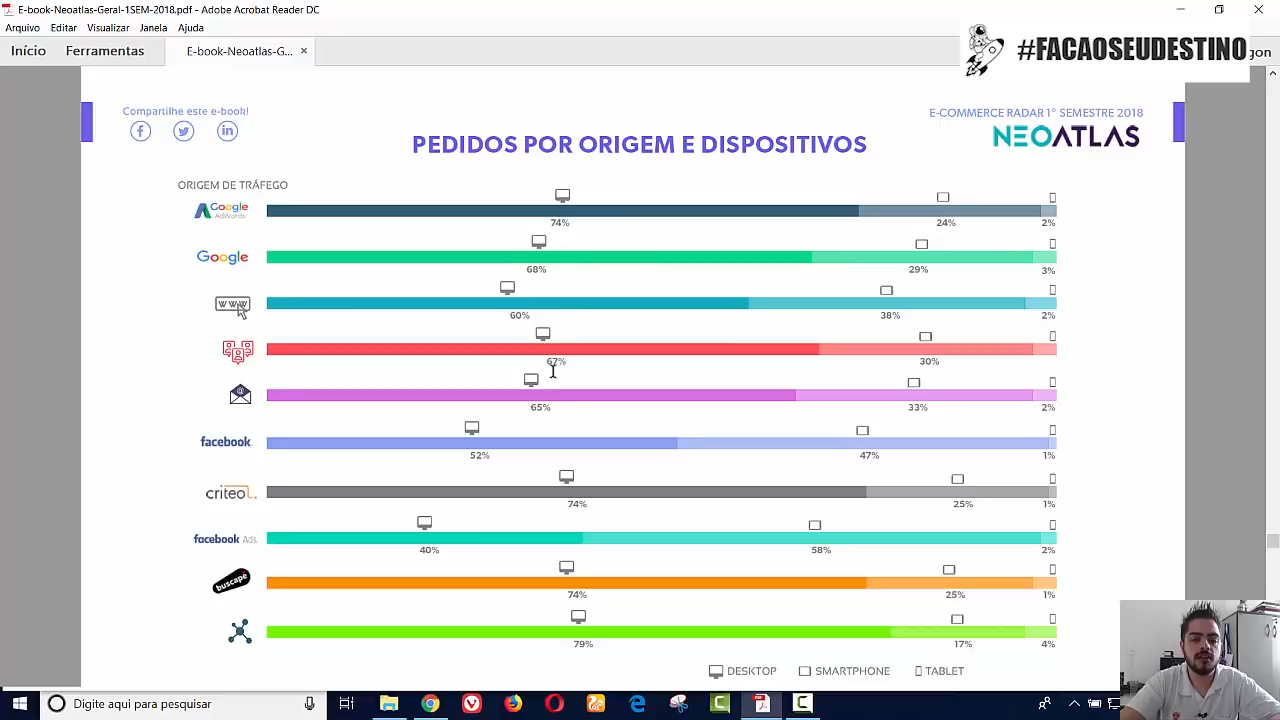 E-book-Neoatlas-Geral-1SEM-2018.pdf - Adobe Acrobat Reader DC
Arquivo Editar Visualizar Janela Ajuda
Início Ferramentas E-book-Neoatlas-G... ×
#FACAOSEUDESTINO
Compartilhe este e-book!
E-COMMERCE RADAR 1° SEMESTRE 2018
NEOATLAS
PEDIDOS POR ORIGEM E DISPOSITIVOS
ORIGEM DE TRÁFEGO
Google AdWords
74% 24% 2%
Google
68% 29% 3%
WWW
60% 38% 2%
67% 30%
65% 33% 2%
facebook.
52% 47% 1%
criteo
74% 25% 1%
facebook Ads
40% 58% 2%
buscapé
74% 25% 1%
79% 17% 4%
DESKTOP SMARTPHONE TABLET
Digite aqui para pesquisar